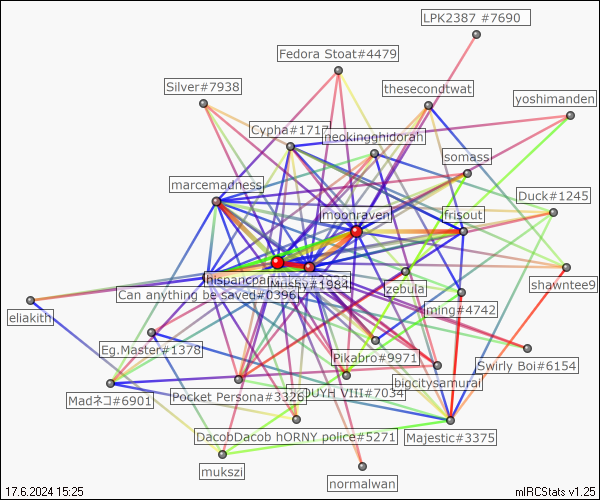 LPK2387 #7690
Fedora Stoat#4479
Silver#7938
thesecondtwat
yoshimanden
Cypha#1717
neokingghidorah
somass
marcemadness
Duck#1245
moonraven
frisout
hispancpa
Mushy#1984
zebula
shawntee9
Can anything be saved#0396
ming#4742
eliakith
Eg.Master#1378
Pikabro#9971
Swirly Boi#6154
bigcitysamurai
Madネコ#6901
Pocket Persona#3326
DUYH VIII#7034
DacobDacob hORNY police#5271
Majestic#3375
mukszi
normalwan
17.6.2024 15:25
mIRCStats v1.25